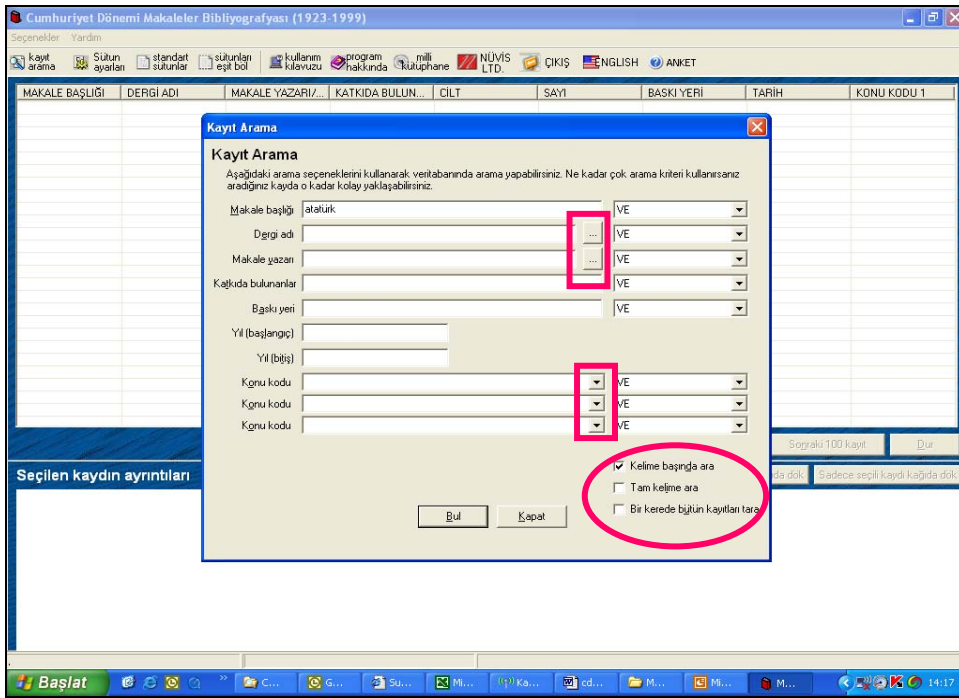 Cumhuriyet Dönemi Makaleler Bibliyografyası (1923-1999)
Seçenekler Yardım
kayıt arama Sütun ayarları standart sütunlar sütunları eşit böl kullanım kılavuzu program hakkında milli kütüphane NÜVİS LTD. ÇIKIŞ ENGLISH ANKET
MAKALE BAŞLIĞI DERGİ ADI MAKALE YAZARI/... KATKIDA BULUN... CİLT SAYI BASKI YERİ TARİH KONU KODU 1
Kayıt Arama
Kayıt Arama
Aşağıdaki arama seçeneklerini kullanarak veritabanında arama yapabilirsiniz. Ne kadar çok arama kriteri kullanırsanız
aradığınız kayda o kadar kolay yaklaşabilirsiniz.
Makale başlığı atatürk VE
Dergi adı ... VE
Makale yazarı ... VE
Katkıda bulunanlar VE
Baskı yeri VE
Yıl (başlangıç)
Yıl (bitiş)
Konu kodu VE
Konu kodu VE
Konu kodu VE
Sonraki 100 kayıt Dur
Kelime başında ara
Seçilen kaydın ayrıntıları
Sadece seçili kaydı kağıda dök
Tam kelime ara
Bir kerede bütün kayıtları tara
Bul Kapat
Başlat C... G... Su... Mi... Ka... cd... M... Mi... M... 14:17